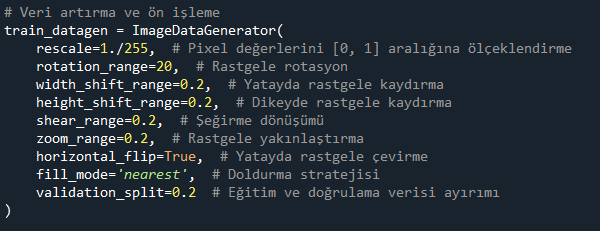 # Veri artırma ve ön işleme
train_datagen = ImageDataGenerator(
    rescale=1./255,  # Pixel değerlerini [0, 1] aralığına ölçeklendirme
    rotation_range=20,  # Rastgele rotasyon
    width_shift_range=0.2,  # Yatayda rastgele kaydırma
    height_shift_range=0.2,  # Dikeyde rastgele kaydırma
    shear_range=0.2,  # Şeğirme dönüşümü
    zoom_range=0.2,  # Rastgele yakınlaştırma
    horizontal_flip=True,  # Yatayda rastgele çevirme
    fill_mode='nearest',  # Doldurma stratejisi
    validation_split=0.2  # Eğitim ve doğrulama verisi ayırımı
)